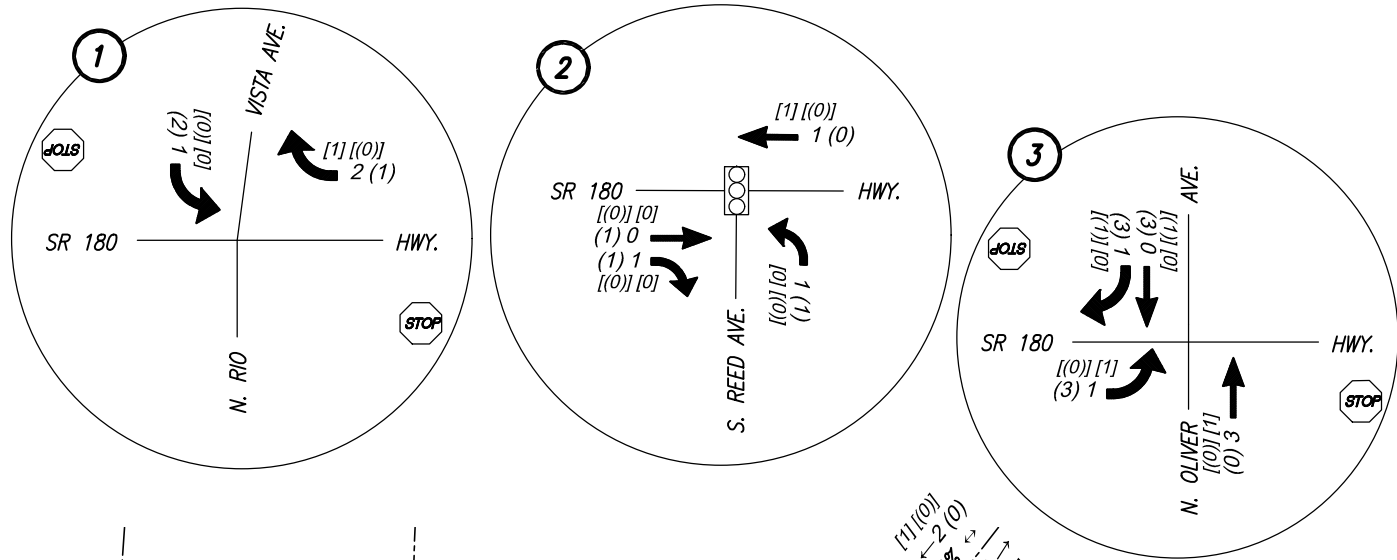 1
VISTA AVE.
[(0)] [0]
(2) 1
[1] [(0)]
2 (1)
STOP
SR 180
HWY.
STOP
N. RIO
2
[1] [(0)]
1 (0)
SR 180
HWY.
[(0)] [0]
(1) 0
(1) 1
[(0)] [0]
1 (1)
[(0)] [0]
S. REED AVE.
3
AVE.
[(1)] [0]
(3) 0
(3) 1
[(1)] [0]
STOP
SR 180
HWY.
[(0)] [1]
(3) 1
STOP
N. OLIVER
[(0)] [1]
(0) 3
[1] [(0)]
2 (0)